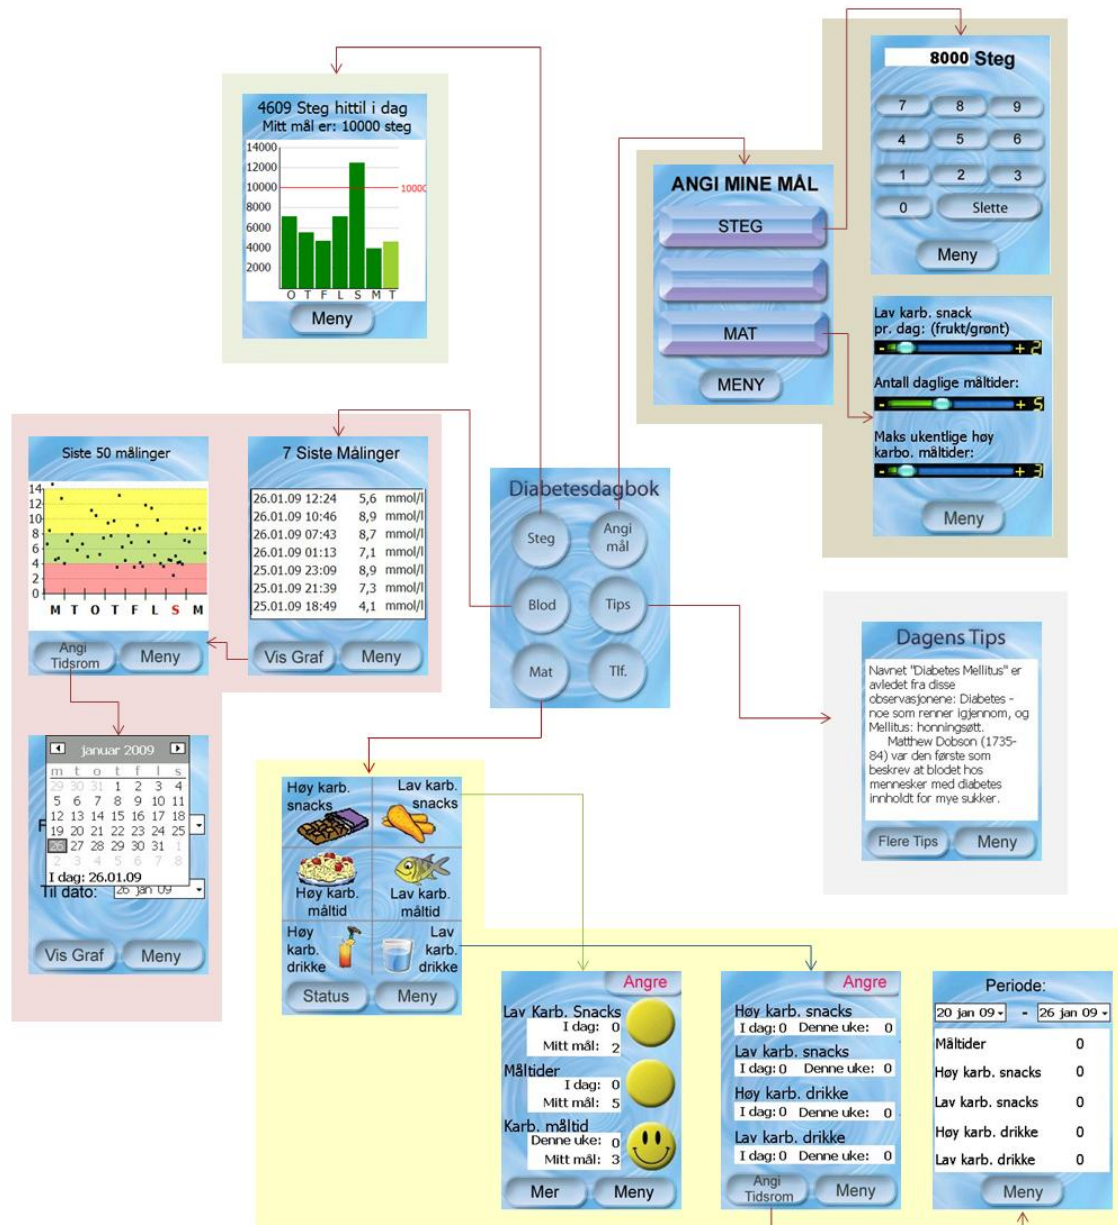 4609 Steg hittil i dag
Mitt mål er: 10000 steg
14000
12000
10000
10000
8000
6000
4000
2000
O T F L S M T
Meny
8000 Steg
7 8 9
4 5 6
1 2 3
0 Slette
Meny
ANGI MINE MÅL
STEG
MAT
MENY
Lav karb. snack
pr. dag: (frukt/grønt)
- + 2
Antall daglige måltider:
- + 5
Maks ukentlige høy
karbo. måltider:
- + 3
Meny
Siste 50 målinger
14
12
10
8
6
4
2
0
M T O T F L S M
Angi
Tidsrom
Meny
7 Siste Målinger
26.01.09 12:24 5,6 mmol/l
26.01.09 10:46 8,9 mmol/l
26.01.09 07:43 8,7 mmol/l
26.01.09 01:13 7,1 mmol/l
25.01.09 23:09 8,9 mmol/l
25.01.09 21:39 7,3 mmol/l
25.01.09 18:49 4,1 mmol/l
Vis Graf Meny
Diabetesdagbok
Steg
Angi
mål
Blod Tips
Mat Tlf.
Dagens Tips
Navnet "Diabetes Mellitus" er
avledet fra disse
observasjonene: Diabetes -
noe som renner igjennom, og
Mellitus: honningsøtt.
Matthew Dobson (1735-
84) var den første som
beskrev at blodet hos
mennesker med diabetes
innholdt for mye sukker.
Flere Tips Meny
januar 2009
m t o t f l s
29 30 31 1 2 3 4
5 6 7 8 9 10 11
12 13 14 15 16 17 18
19 20 21 22 23 24 25
26 27 28 29 30 31 1
2 3 4 5 6 7 8
I dag: 26.01.09
Til dato: 26 jan 09
Vis Graf Meny
Høy karb.
snacks
Lav karb.
snacks
Høy karb.
måltid
Lav karb.
måltid
Høy
karb.
drikke
Lav
karb.
drikke
Status Meny
Angre
Lav Karb. Snacks
I dag: 0
Mitt mål: 2
Måltider
I dag: 0
Mitt mål: 5
Karb. måltid
Denne uke: 0
Mitt mål: 3
Mer Meny
Angre
Høy karb. snacks
I dag: 0 Denne uke: 0
Lav karb. snacks
I dag: 0 Denne uke: 0
Høy karb. drikke
I dag: 0 Denne uke: 0
Lav karb. drikke
I dag: 0 Denne uke: 0
Angi
Tidsrom
Meny
Periode:
20 jan 09 - 26 jan 09
Måltider 0
Høy karb. snacks 0
Lav karb. snacks 0
Høy karb. drikke 0
Lav karb. drikke 0
Meny